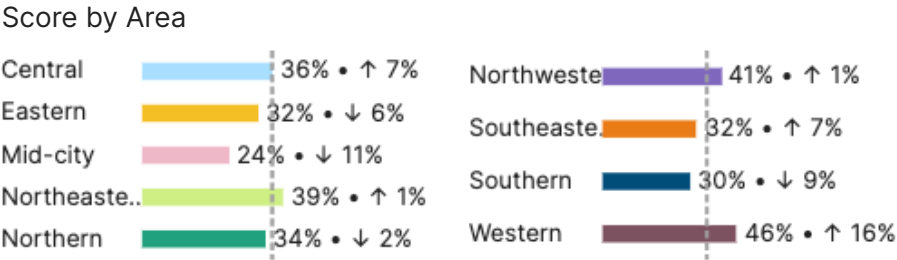 Score by Area
Central 36% • ↑ 7%
Eastern 32% • ↓ 6%
Mid-city 24% • ↓ 11%
Northeaste.. 39% • ↑ 1%
Northern 34% • ↓ 2%
Northweste 41% • ↑ 1%
Southeaste. 32% • ↑ 7%
Southern 30% • ↓ 9%
Western 46% • ↑ 16%